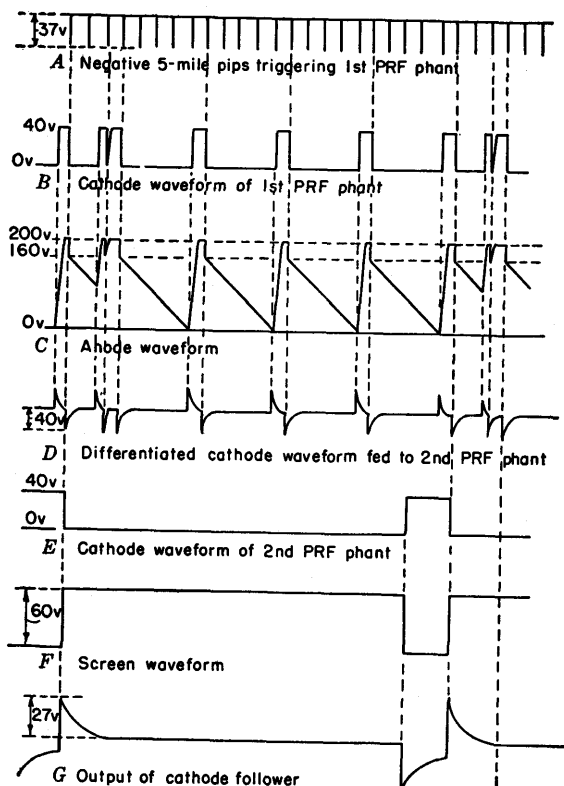 37v
A Negative 5-mile pips triggering 1st PRF phant
40v
0v
B Cathode waveform of 1st PRF phant
200v
160v
0v
C Anode waveform
40v
D Differentiated cathode waveform fed to 2nd PRF phant
40v
0v
E Cathode waveform of 2nd PRF phant
60v
F Screen waveform
27v
G Output of cathode follower